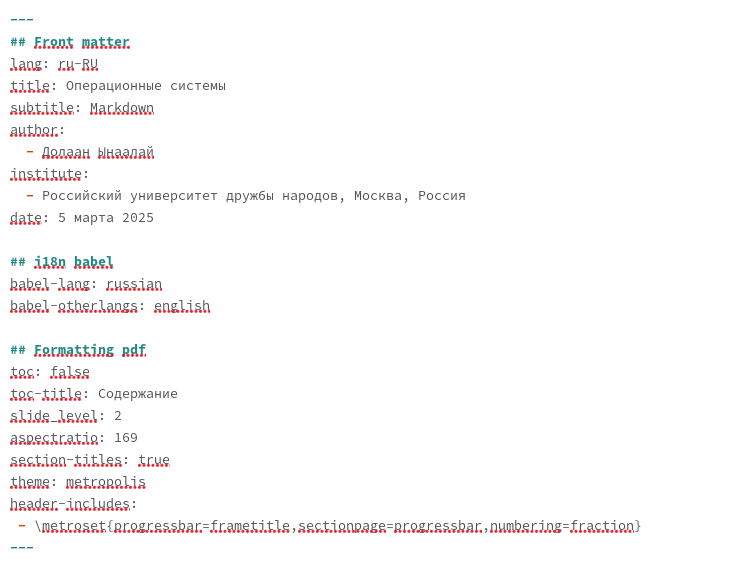 ---
## Front matter
lang: ru-RU
title: Операционные системы
subtitle: Markdown
author:
  - Долаан Ынаалай
institute:
  - Российский университет дружбы народов, Москва, Россия
date: 5 марта 2025

## i18n babel
babel-lang: russian
babel-otherlangs: english

## Formatting pdf
toc: false
toc-title: Содержание
slide_level: 2
aspectratio: 169
section-titles: true
theme: metropolis
header-includes:
 - \metroset{progressbar=frametitle,sectionpage=progressbar,numbering=fraction}
---